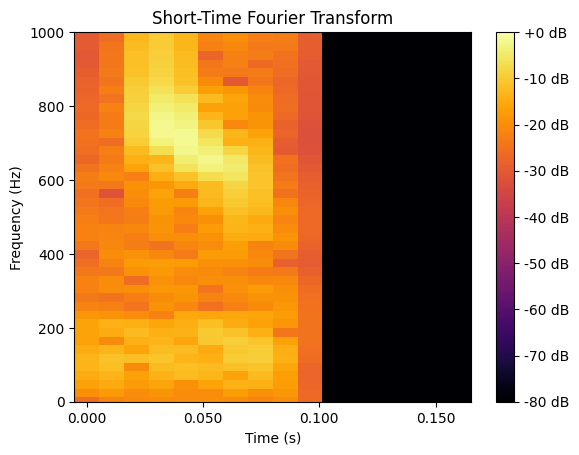 Short-Time Fourier Transform
1000
800
600
400
200
0
Frequency (Hz)
0.000
0.050
0.100
0.150
Time (s)
+0 dB
-10 dB
-20 dB
-30 dB
-40 dB
-50 dB
-60 dB
-70 dB
-80 dB